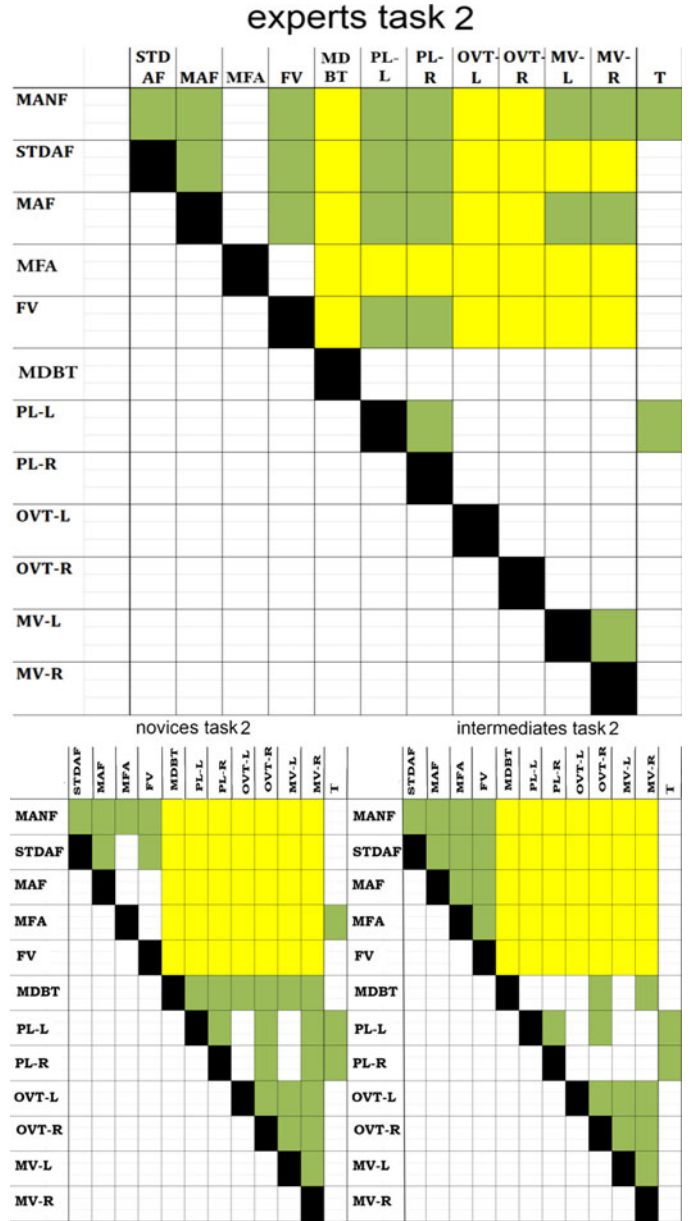 experts task 2
STD AF MAF MFA FV MD BT PL-L PL-R OVT-L OVT-R MV-L MV-R T
MANF
STDAF
MAF
MFA
FV
MDBT
PL-L
PL-R
OVT-L
OVT-R
MV-L
MV-R
novices task 2
STDAF MAF MFA FV MDBT PL-L PL-R OVT-L OVT-R MV-L MV-R T
MANF
STDAF
MAF
MFA
FV
MDBT
PL-L
PL-R
OVT-L
OVT-R
MV-L
MV-R
intermediates task 2
STDAF MAF MFA FV MDBT PL-L PL-R OVT-L OVT-R MV-L MV-R T
MANF
STDAF
MAF
MFA
FV
MDBT
PL-L
PL-R
OVT-L
OVT-R
MV-L
MV-R